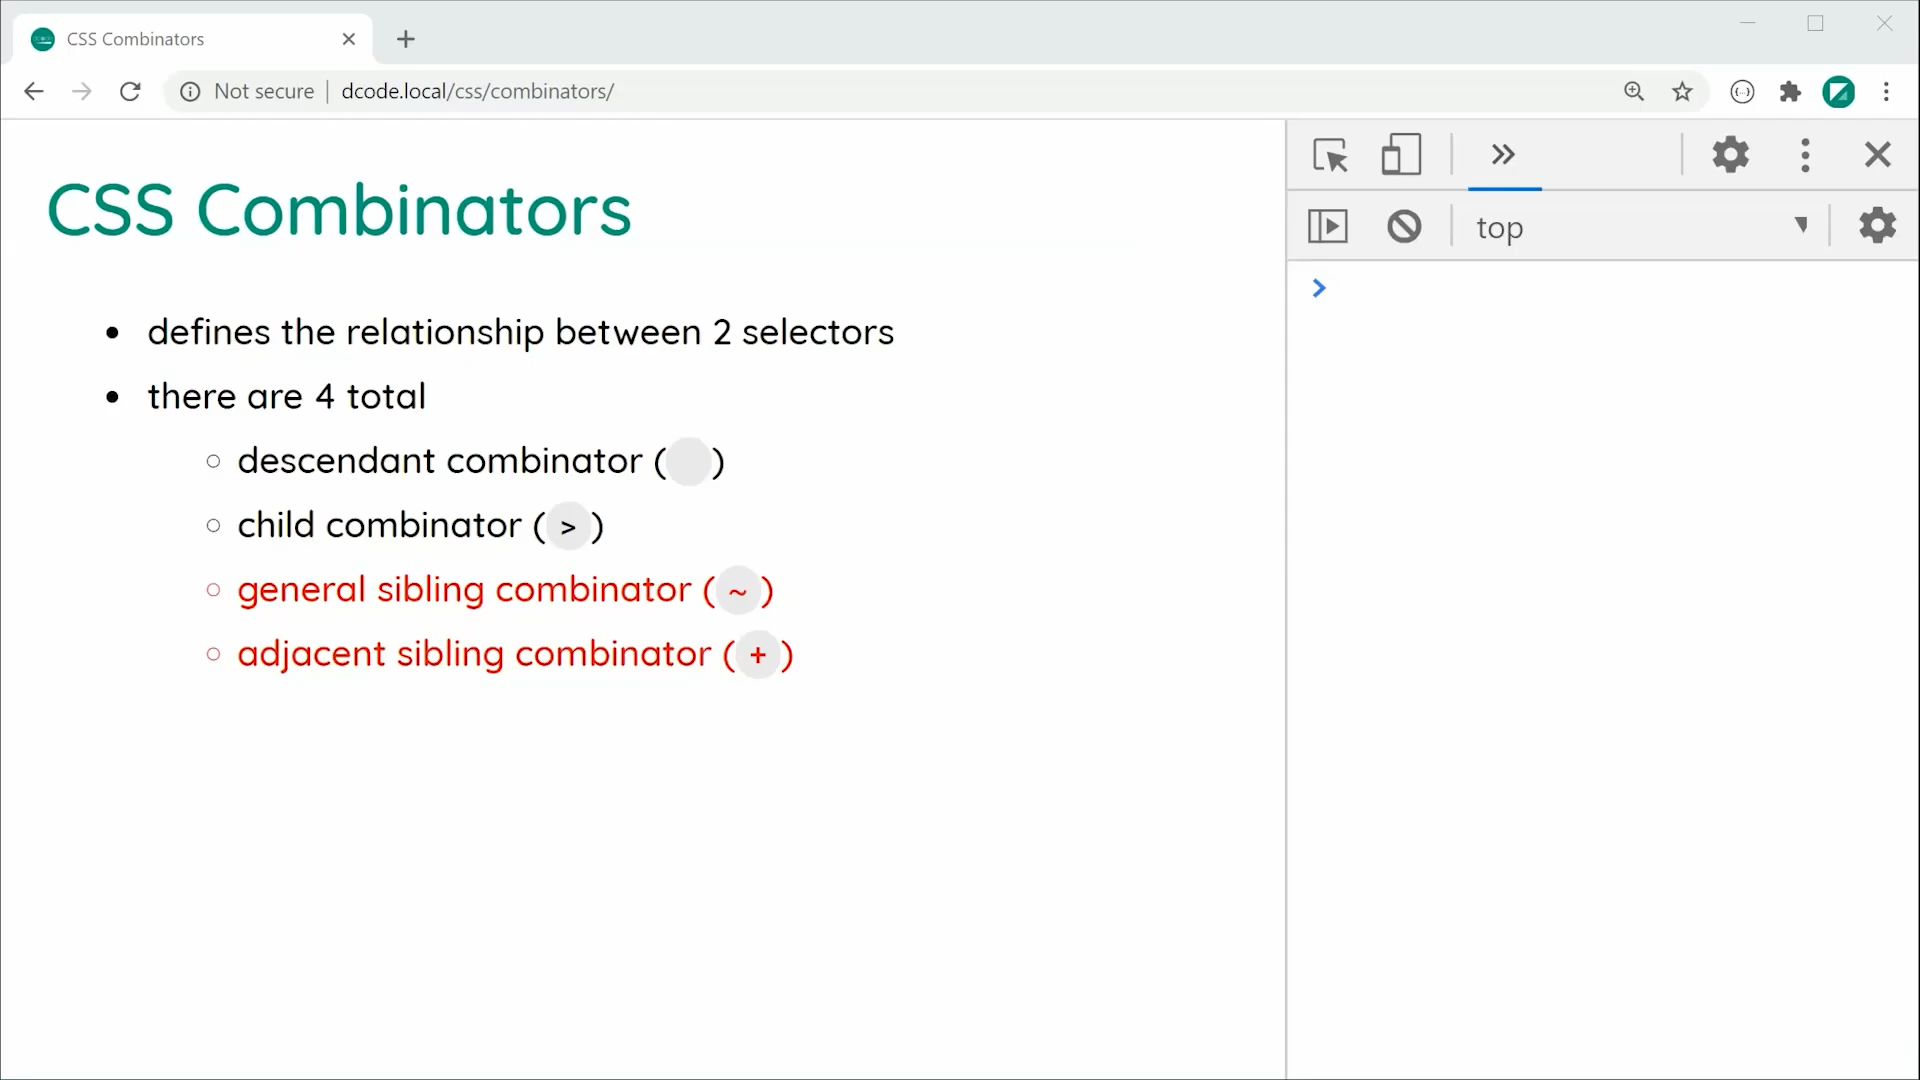 CSS Combinators
Not secure | dcode.local/css/combinators/
CSS Combinators
defines the relationship between 2 selectors
there are 4 total
descendant combinator ( )
child combinator ( > )
general sibling combinator ( ~ )
adjacent sibling combinator ( + )
top